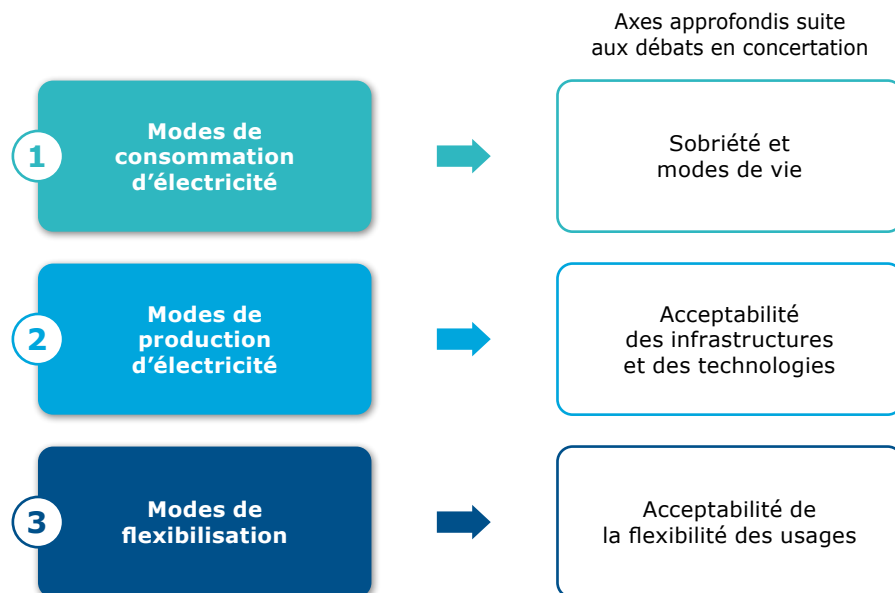 Axes approfondis suite
aux débats en concertation
1
Modes de
consommation
d’électricité
Sobriété et
modes de vie
2
Modes de
production
d’électricité
Acceptabilité
des infrastructures
et des technologies
3
Modes de
flexibilisation
Acceptabilité de
la flexibilité des usages